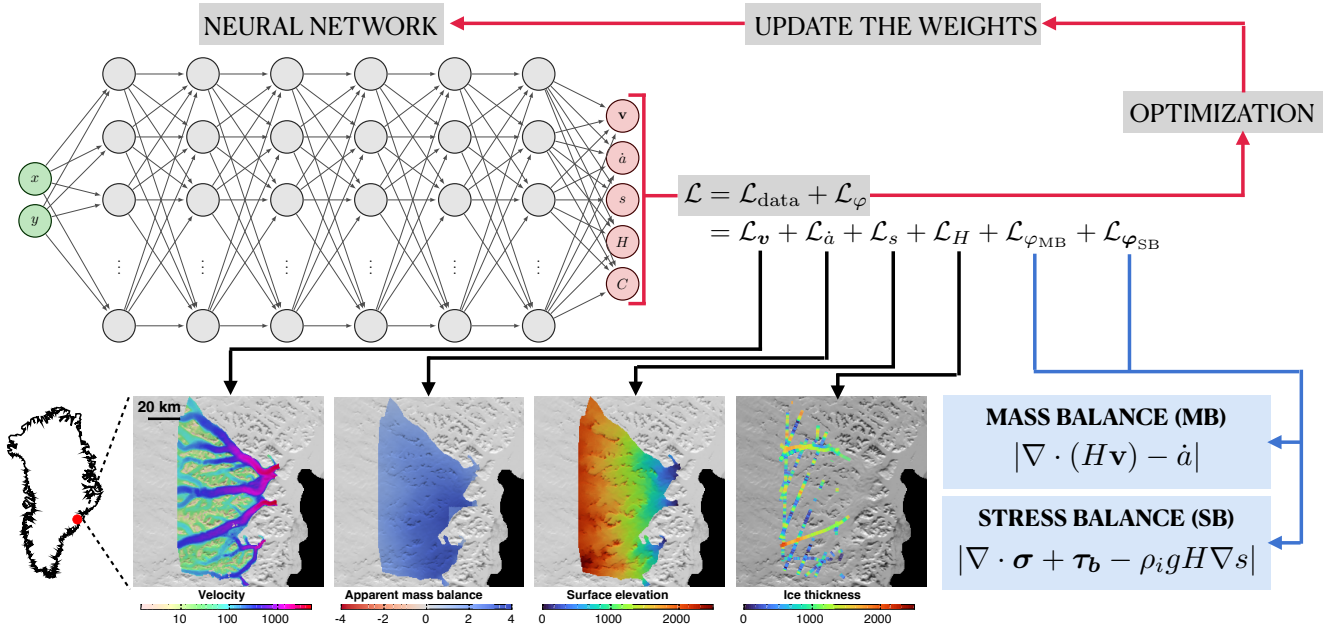 NEURAL NETWORK
UPDATE THE WEIGHTS
OPTIMIZATION
x
y
⋮ ⋮ ⋮ ⋮ ⋮ ⋮
v
ȧ
s
H
C
ℒ = ℒ_data + ℒ_φ
= ℒ_v + ℒ_ȧ + ℒ_s + ℒ_H + ℒ_φ_MB + ℒ_φ_SB
20 km
MASS BALANCE (MB)
|∇ · (Hv) − ȧ|
STRESS BALANCE (SB)
|∇ · σ + τ_b − ρ_i gH∇s|
Velocity
10 100 1000
Apparent mass balance
-4 -2 0 2 4
Surface elevation
0 1000 2000
Ice thickness
0 1000 2000